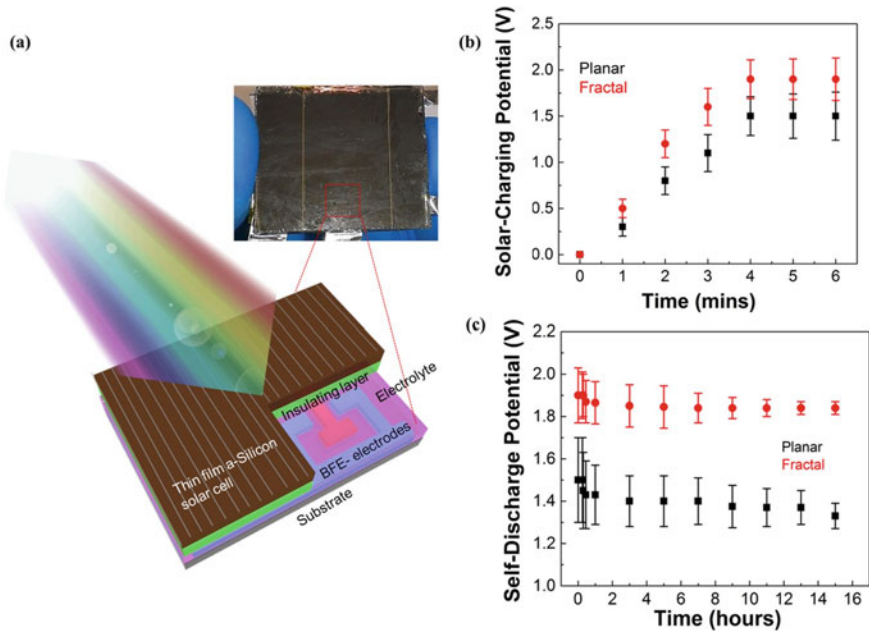 (a)
Insulating layer
Electrolyte
BFE- electrodes
Thin film a-Silicon
solar cell
Substrate
(b)
Solar-Charging Potential (V)
2.5
2.0
1.5
1.0
0.5
0.0
Planar
Fractal
0 1 2 3 4 5 6
Time (mins)
(c)
Self-Discharge Potential (V)
2.2
2.0
1.8
1.6
1.4
1.2
1.0
Planar
Fractal
0 2 4 6 8 10 12 14 16
Time (hours)